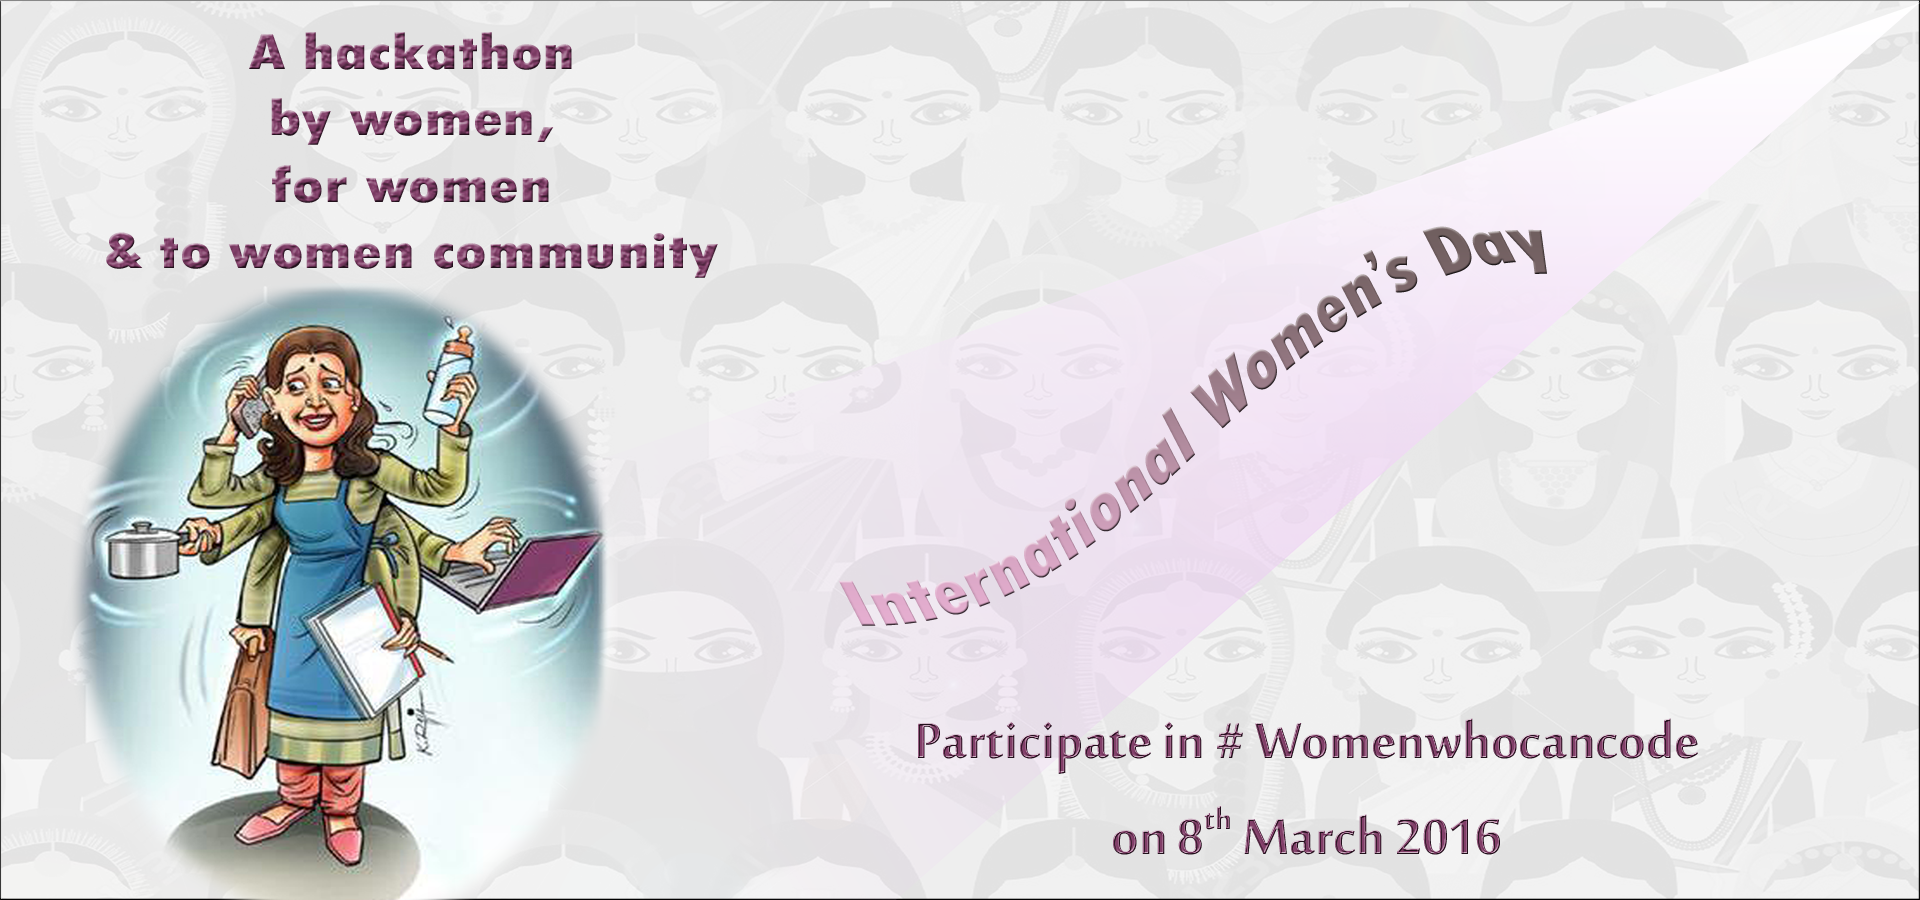 A hackathon
by women,
for women
& to women community
International Women's Day
Participate in # Womenwhocancode
on 8th March 2016